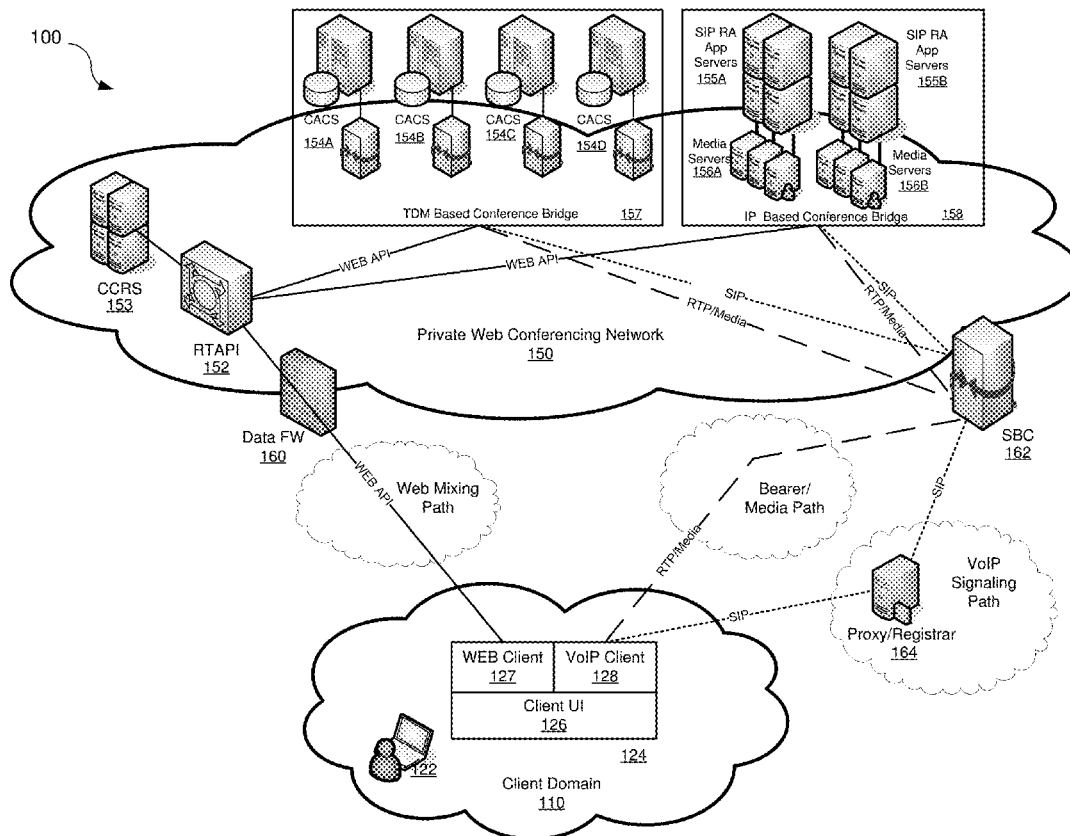 100
CACS
154A
CACS
154B
CACS
154C
CACS
154D
TDM Based Conference Bridge
157
SIP RA
App
Servers
155A
SIP RA
App
Servers
155B
Media
Servers
156A
Media
Servers
156B
IP Based Conference Bridge
158
CCRS
153
RTAPI
152
WEB API
WEB API
SIP
RTP/Media
SIP
RTP/Media
Private Web Conferencing Network
150
Data FW
160
SBC
162
WEB API
Web Mixing
Path
Bearer/
Media Path
RTP/Media
SIP
VoIP
Signaling
Path
Proxy/Registrar
164
SIP
WEB Client
127
VoIP Client
128
Client UI
126
124
122
Client Domain
110